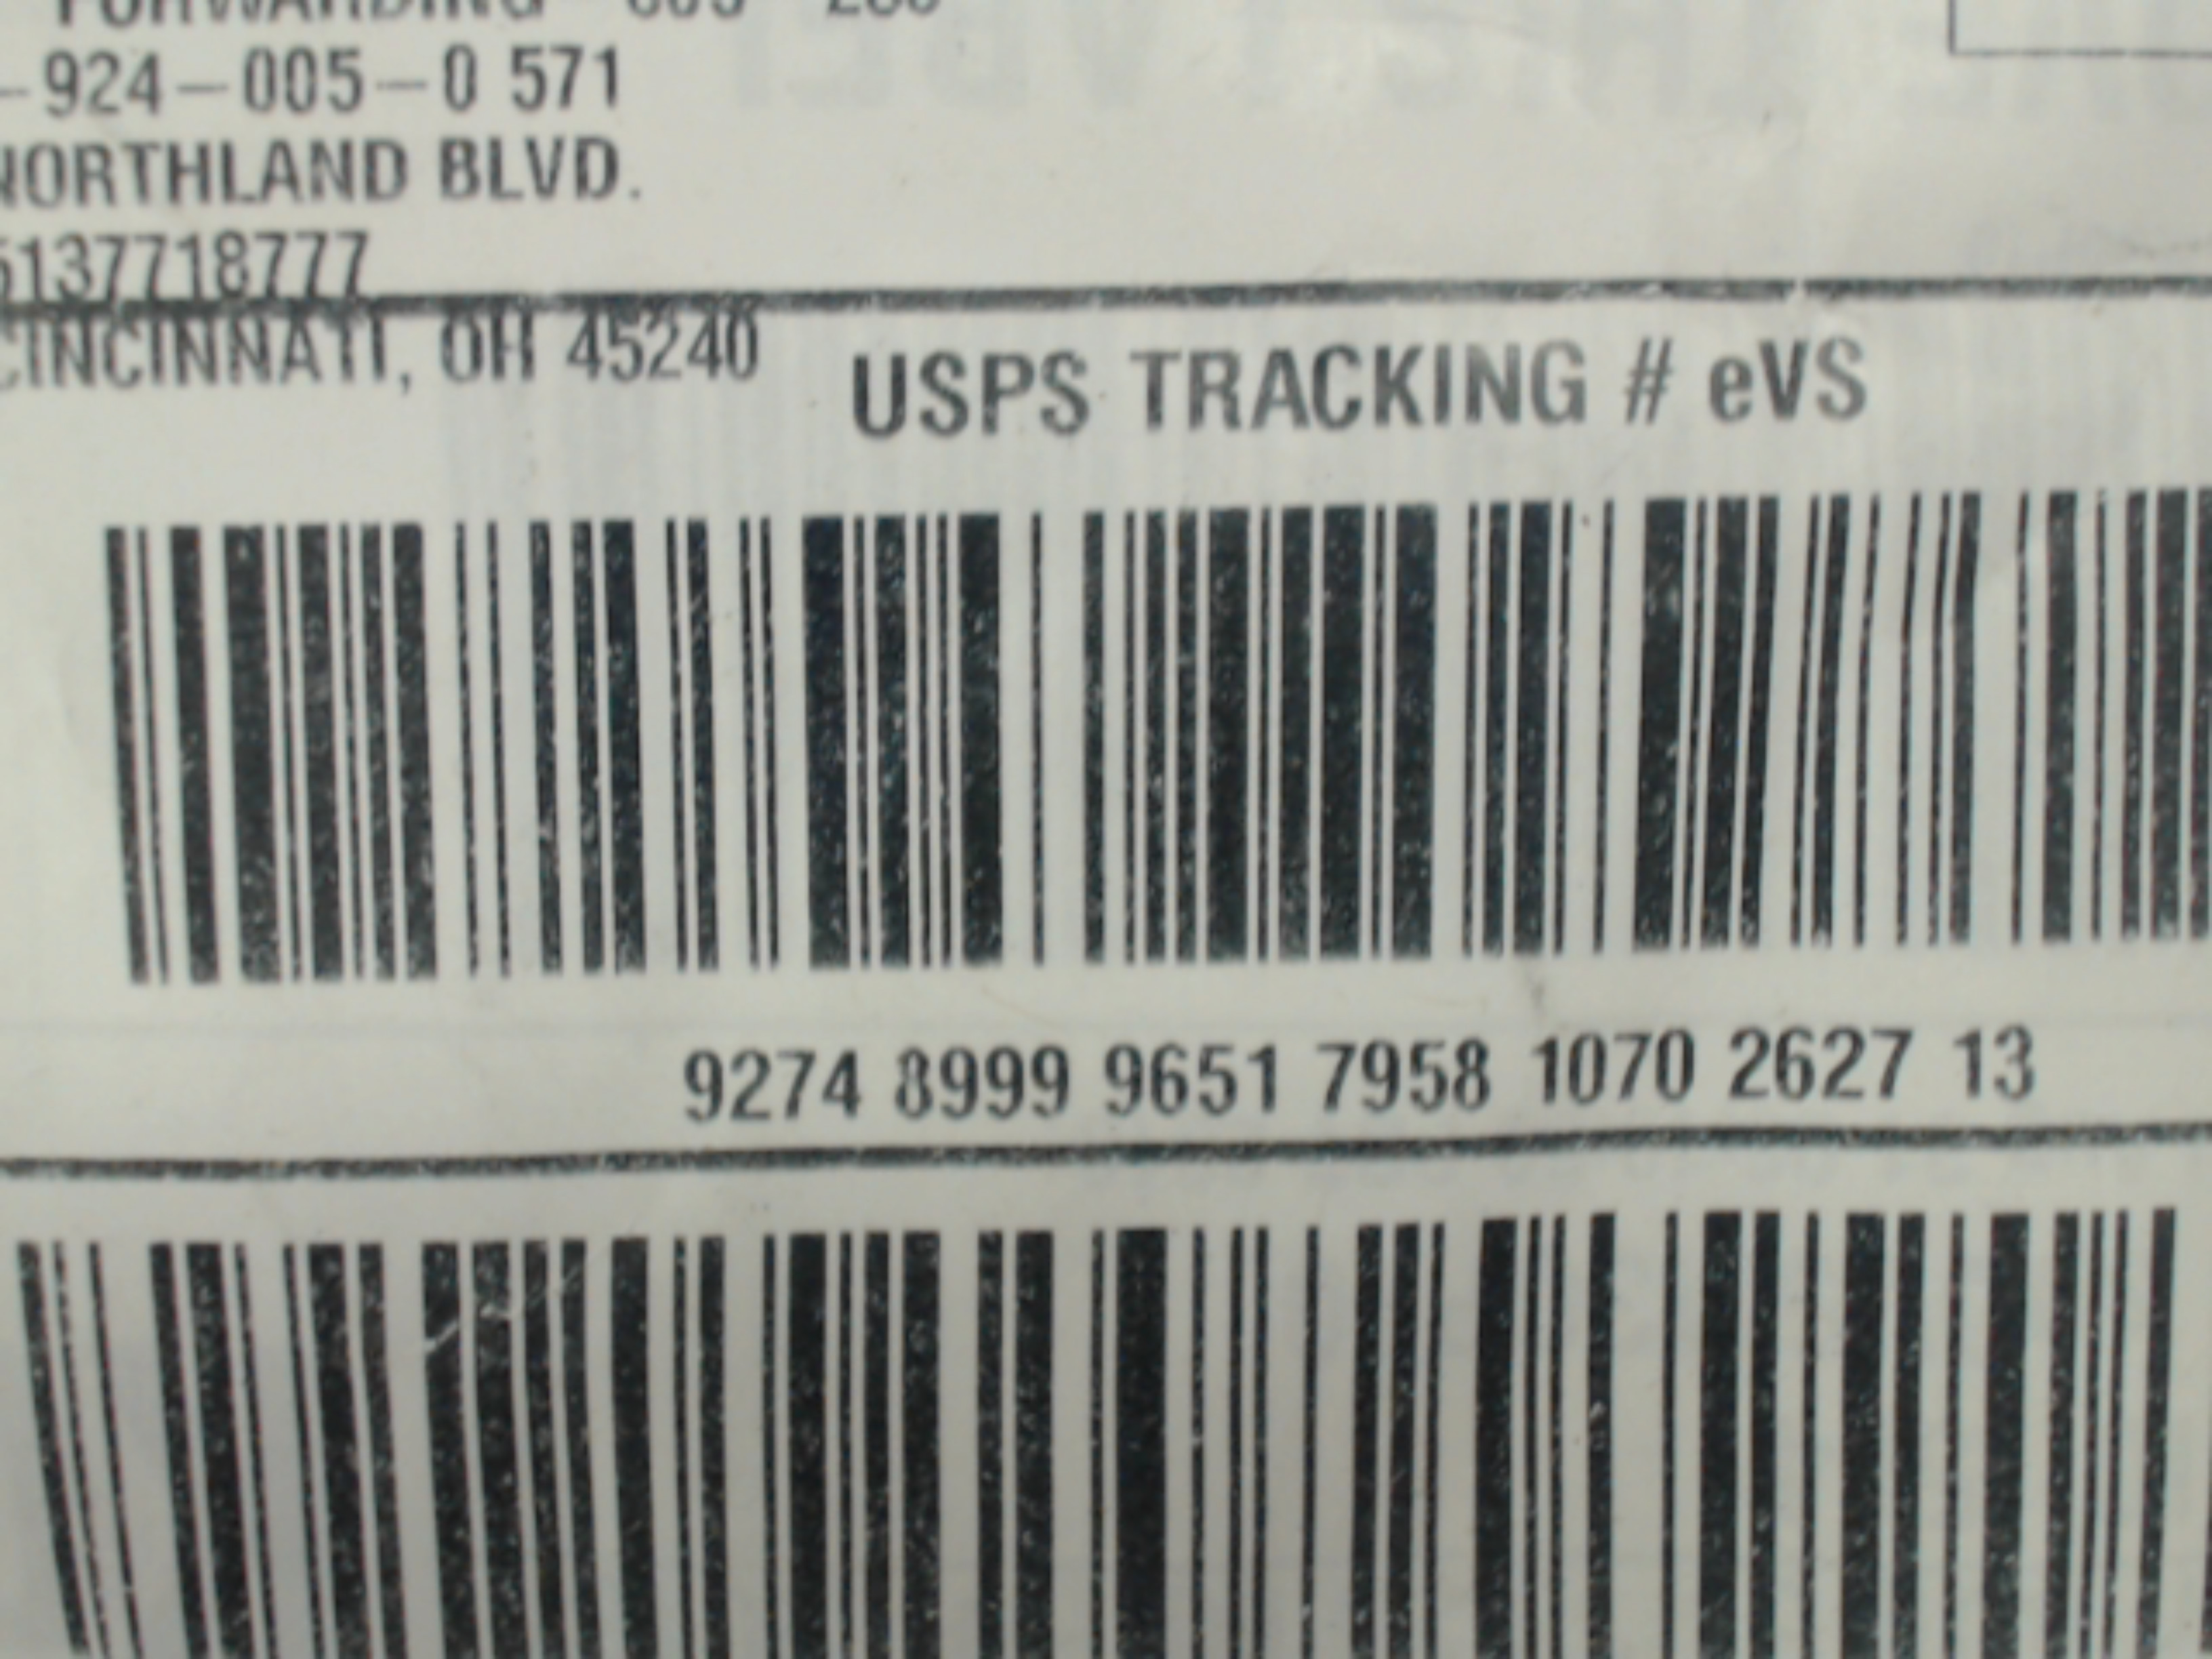 FORWARDING
-924-005-0 571
NORTHLAND BLVD.
5137718777
CINCINNATI, OH 45240
USPS TRACKING # eVS
9274 8999 9651 7958 1070 2627 13